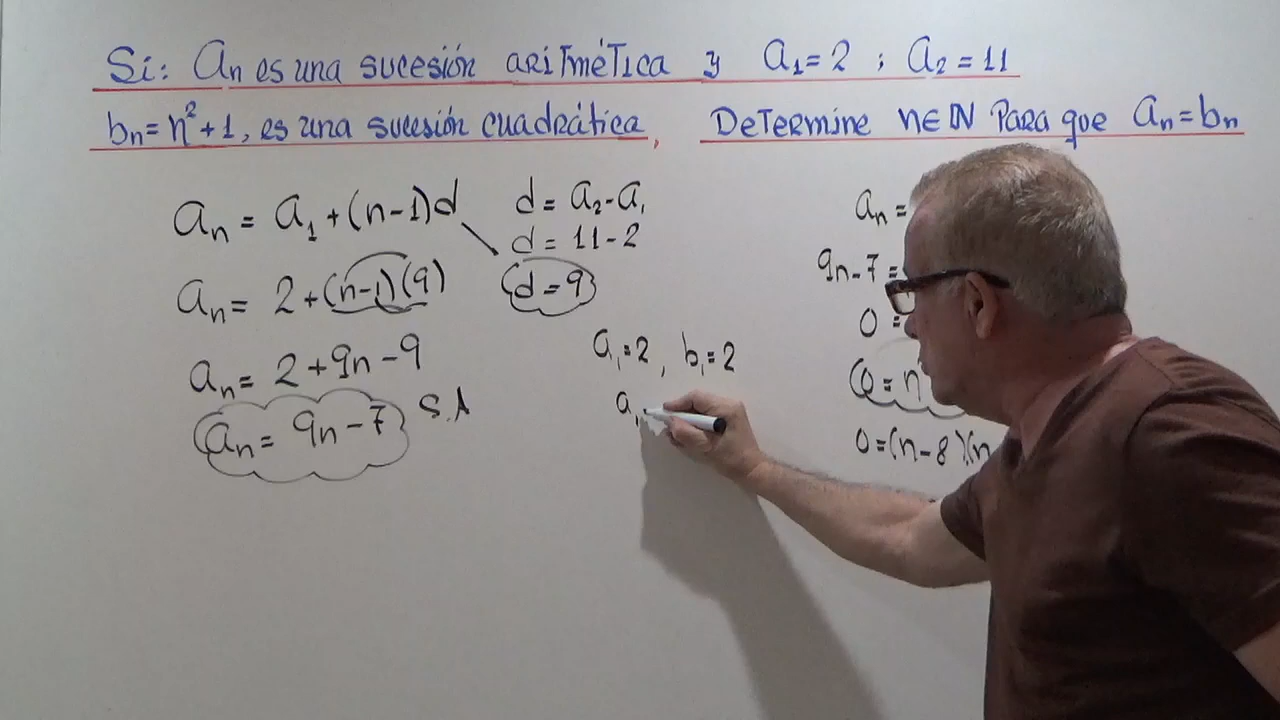 Si: an es una sucesión aritmética y a1 = 2 ; a2 = 11
bn = n² + 1, es una sucesión cuadrática, Determine n∈ℕ Para que an = bn
an = a1 + (n-1)d
an = 2 + (n-1)(9)
an = 2 + 9n - 9
an = 9n - 7 S.A
d = a2 - a1
d = 11 - 2
d = 9
a1 = 2 , b1 = 2
a
an =
9n - 7 =
0 =
0 = n
0 = (n - 8)(n